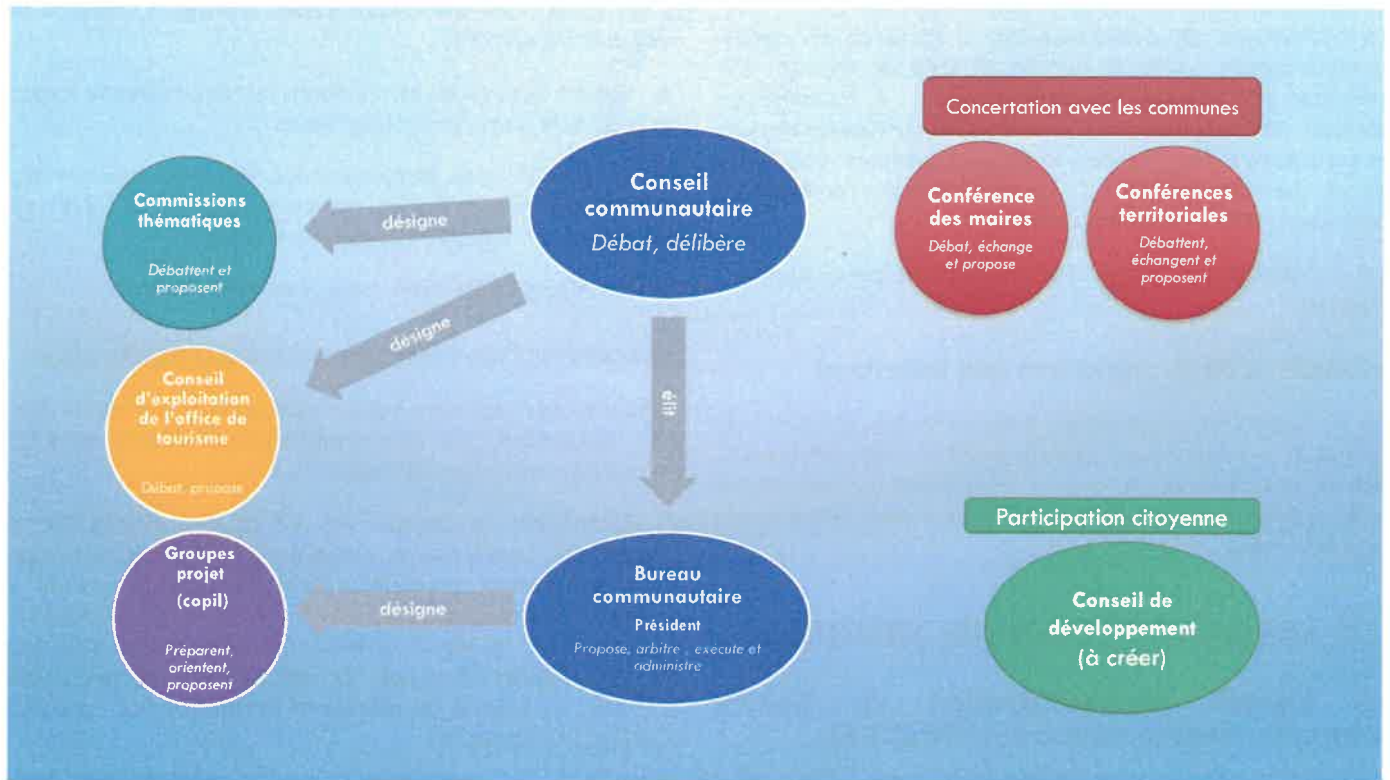 Concertation avec les communes
Commissions
thématiques
Débattent et
proposent
désigne
Conseil
communautaire
Débat, délibère
Conférence
des maires
Débat, échange
et propose
Conférences
territoriales
Débattent,
échangent et
proposent
désigne
Conseil
d'exploitation
de l'office de
tourisme
Débat, propose
élit
Participation citoyenne
Groupes
projet
(copil)
Préparent,
orientent,
proposent
désigne
Bureau
communautaire
Président
Propose, arbitre , exécute et
administre
Conseil de
développement
(à créer)